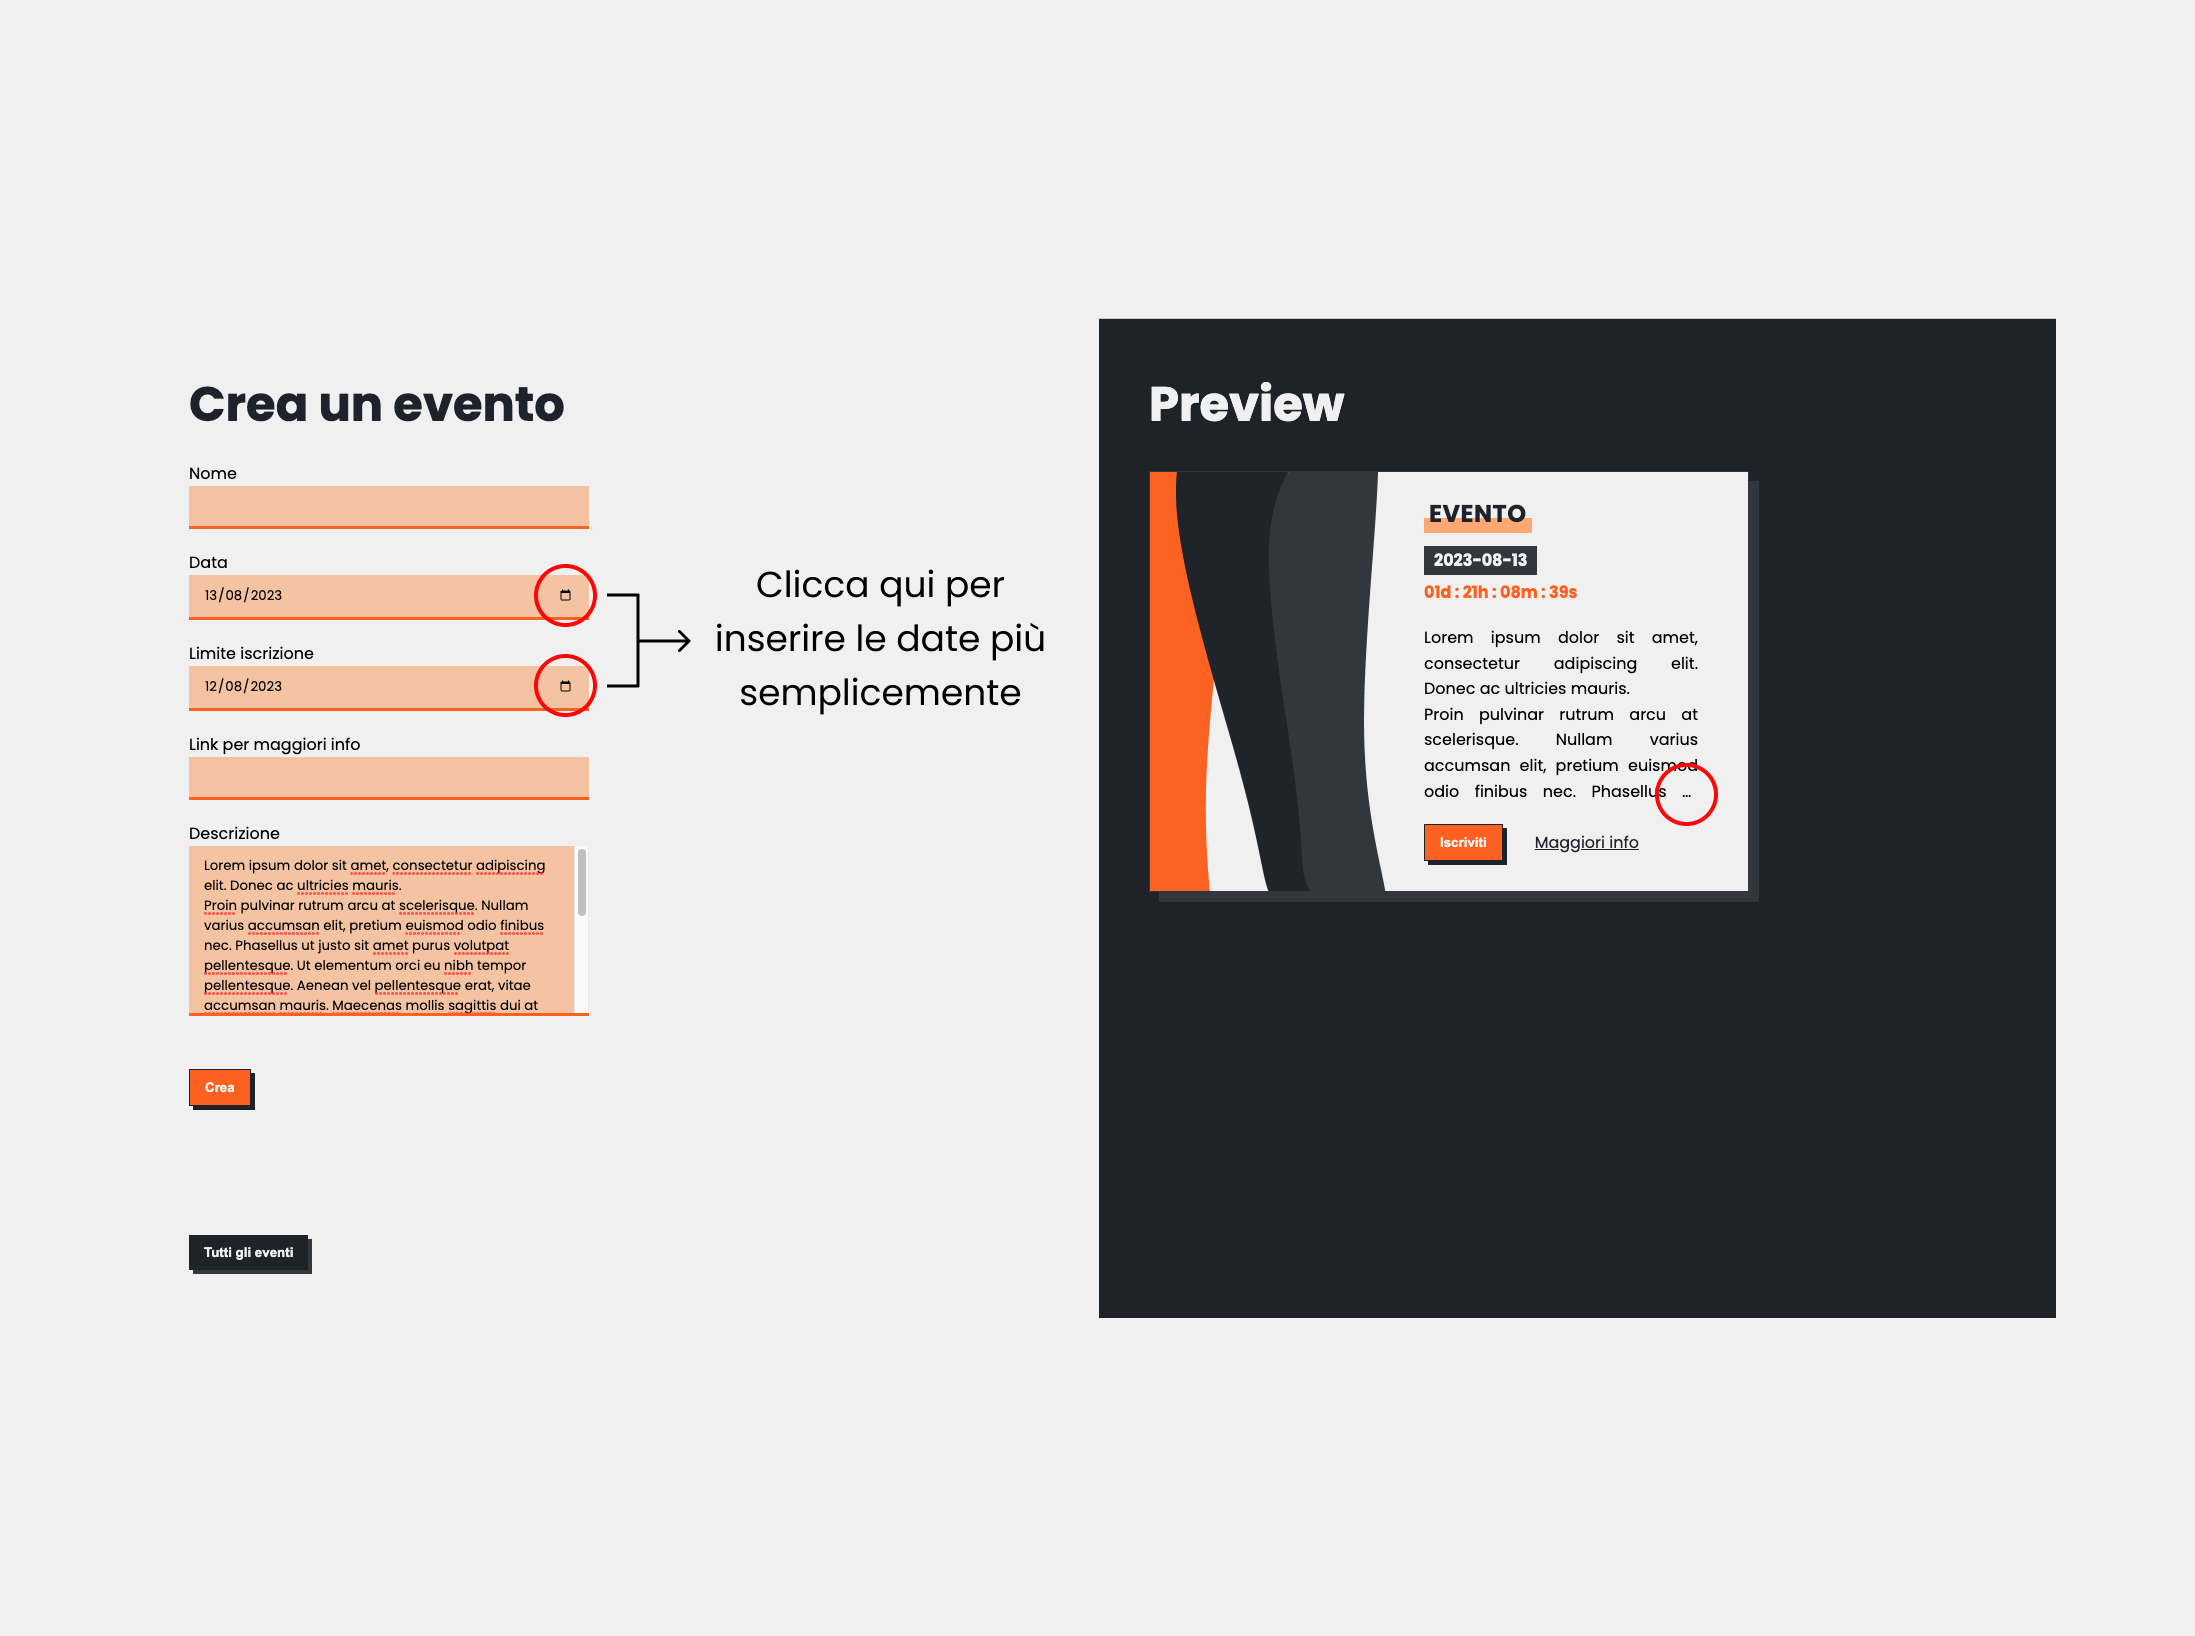 Crea un evento
Nome
Data
13/08/2023
Limite iscrizione
12/08/2023
Link per maggiori info
Descrizione
Lorem ipsum dolor sit amet, consectetur adipiscing
elit. Donec ac ultricies mauris.
Proin pulvinar rutrum arcu at scelerisque. Nullam
varius accumsan elit, pretium euismod odio finibus
nec. Phasellus ut justo sit amet purus volutpat
pellentesque. Ut elementum orci eu nibh tempor
pellentesque. Aenean vel pellentesque erat, vitae
accumsan mauris. Maecenas mollis sagittis dui at
Crea
Tutti gli eventi
Clicca qui per
inserire le date più
semplicemente
Preview
EVENTO
2023-08-13
01d : 21h : 08m : 39s
Lorem ipsum dolor sit amet,
consectetur adipiscing elit.
Donec ac ultricies mauris.
Proin pulvinar rutrum arcu at
scelerisque. Nullam varius
accumsan elit, pretium euismod
odio finibus nec. Phasellus ...
Iscriviti
Maggiori info